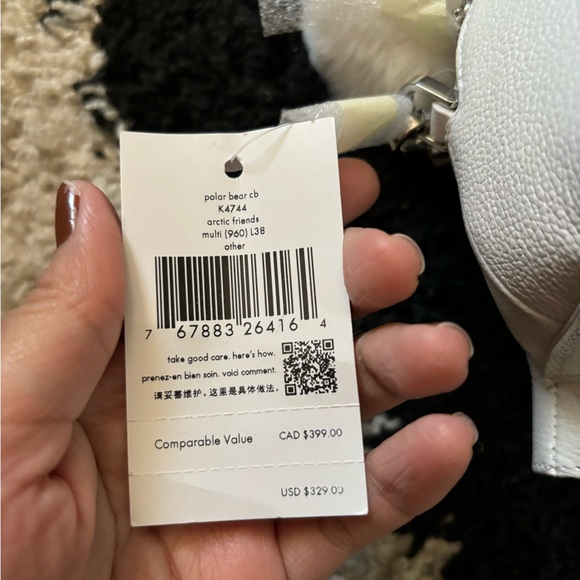 polar bear cb
K4744
arctic friends
multi (960) L3B
other
7 67883 26416 4
take good care. here's how.
prenez-en bien soin. voici comment.
请妥善维护。这里是具体做法。
Comparable Value CAD $399.00
USD $329.00